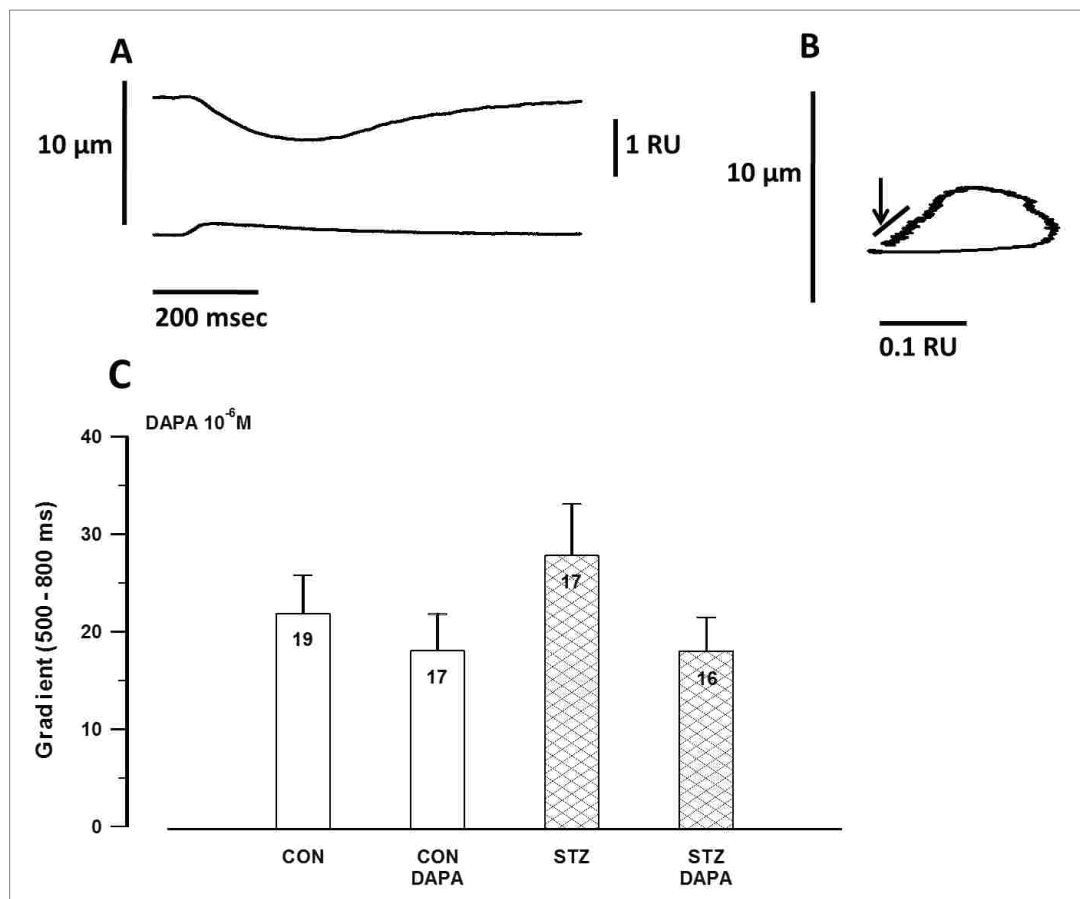 A
10 µm
1 RU
200 msec
B
10 µm
0.1 RU
C
DAPA 10⁻⁶M
Gradient (500 - 800 ms)
40
30
20
10
0
19
17
17
16
CON
CON
DAPA
STZ
STZ
DAPA